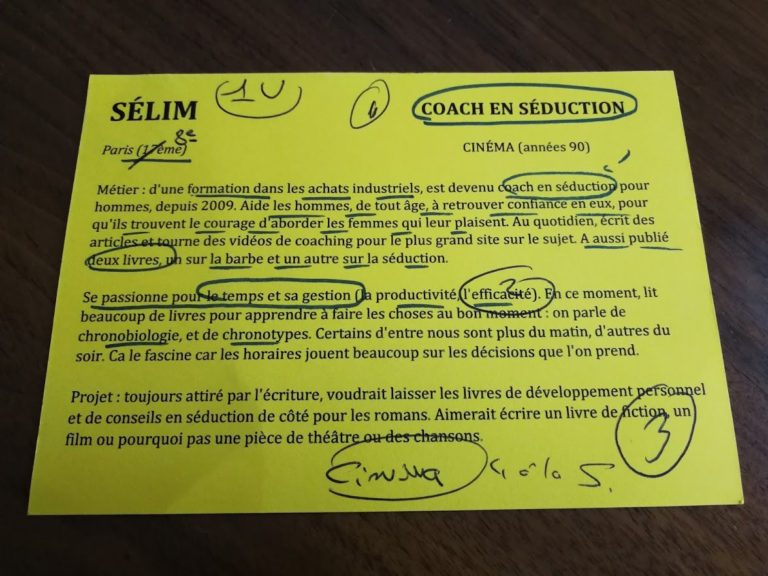 SÉLIM 10 6 COACH EN SÉDUCTION
Paris (17ème) 8e CINÉMA (années 90)
Métier : d'une formation dans les achats industriels, est devenu coach en séduction pour
hommes, depuis 2009. Aide les hommes, de tout âge, à retrouver confiance en eux, pour
qu'ils trouvent le courage d'aborder les femmes qui leur plaisent. Au quotidien, écrit des
articles et tourne des vidéos de coaching pour le plus grand site sur le sujet. A aussi publié
deux livres, un sur la barbe et un autre sur la séduction.
Se passionne pour le temps et sa gestion (la productivité, l'efficacité). En ce moment, lit
2
beaucoup de livres pour apprendre à faire les choses au bon moment : on parle de
chronobiologie, et de chronotypes. Certains d'entre nous sont plus du matin, d'autres du
soir. Ca le fascine car les horaires jouent beaucoup sur les décisions que l'on prend.
Projet : toujours attiré par l'écriture, voudrait laisser les livres de développement personnel
et de conseils en séduction de côté pour les romans. Aimerait écrire un livre de fiction, un
film ou pourquoi pas une pièce de théâtre ou des chansons.
3
Cinéma 4 à la 5.